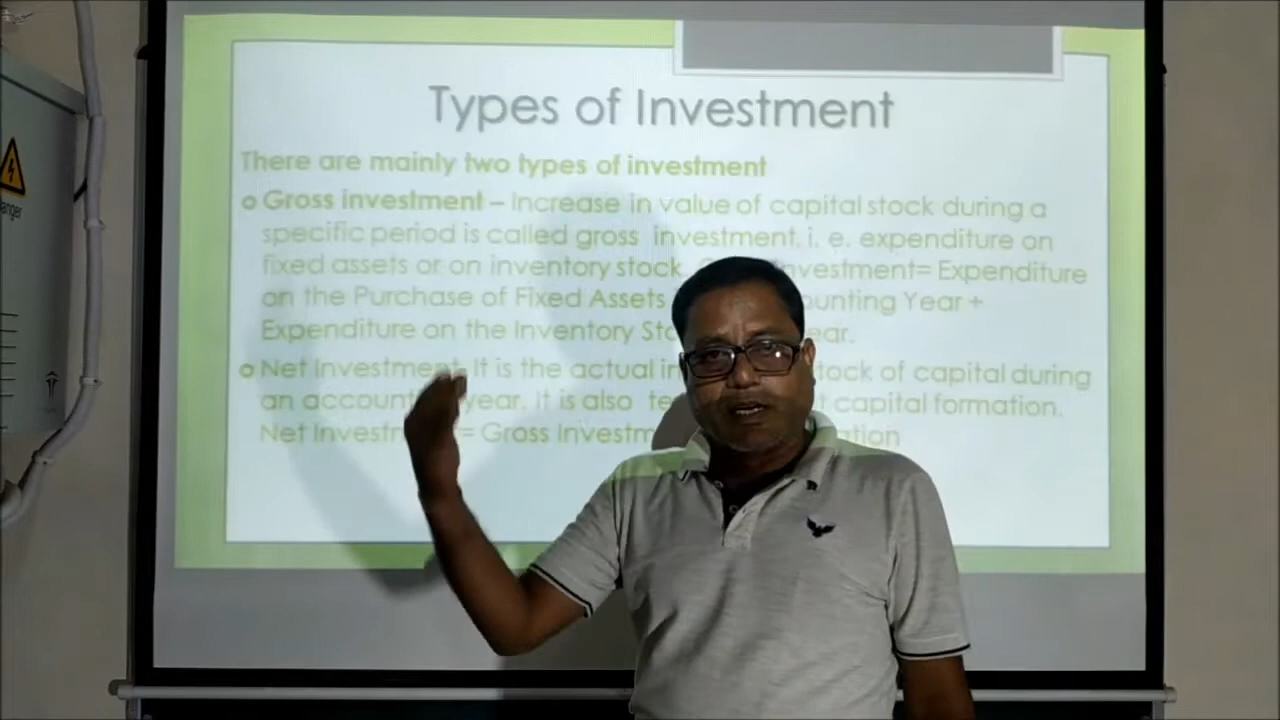 Types of Investment
There are mainly two types of investment
o Gross investment – Increase in value of capital stock during a
specific period is called gross investment. i. e. expenditure on
fixed assets or on inventory stock. nvestment= Expenditure
on the Purchase of Fixed Assets ounting Year +
Expenditure on the Inventory Sto ear.
o Net Investment- It is the actual in tock of capital during
an account year. It is also te t capital formation.
Net Investm = Gross Investm ation
anger